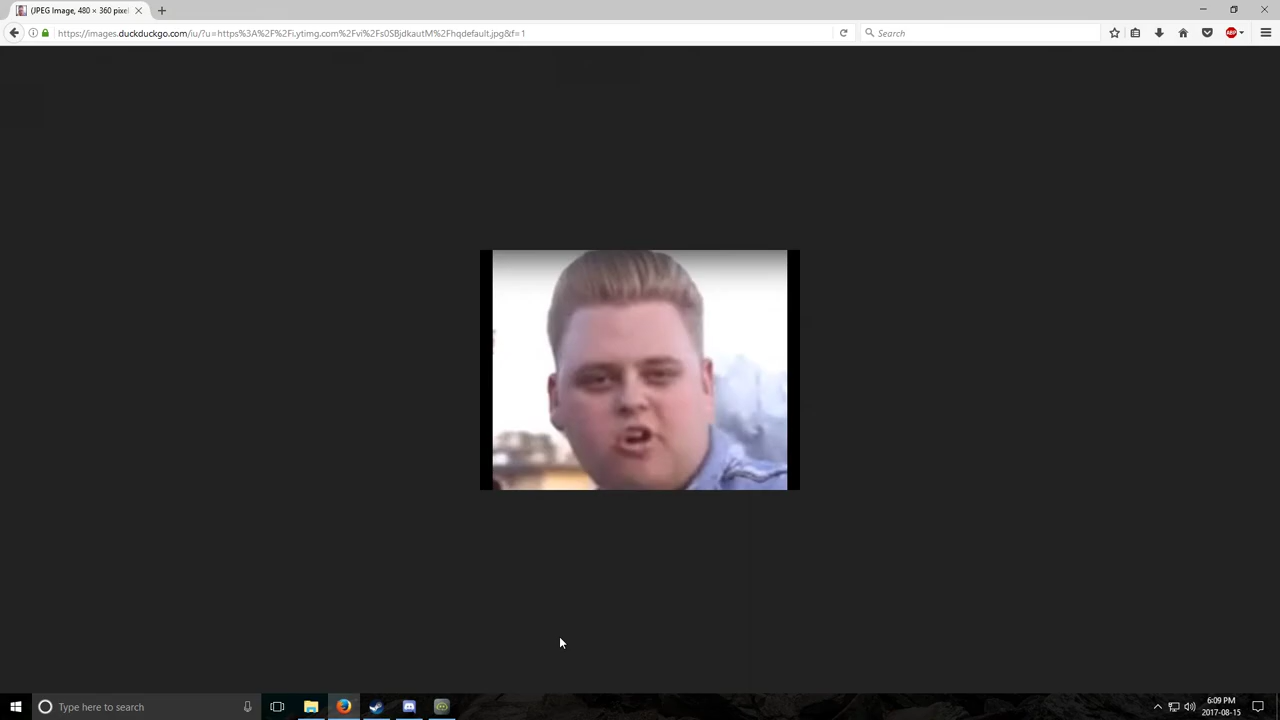 (JPEG Image, 480 × 360 pixel
https://images.duckduckgo.com/iu/?u=https%3A%2F%2Fi.ytimg.com%2Fvi%2Fs0SBjdkautM%2Fhqdefault.jpg&f=1
Search
ABP
Type here to search
6:09 PM
2017-08-15